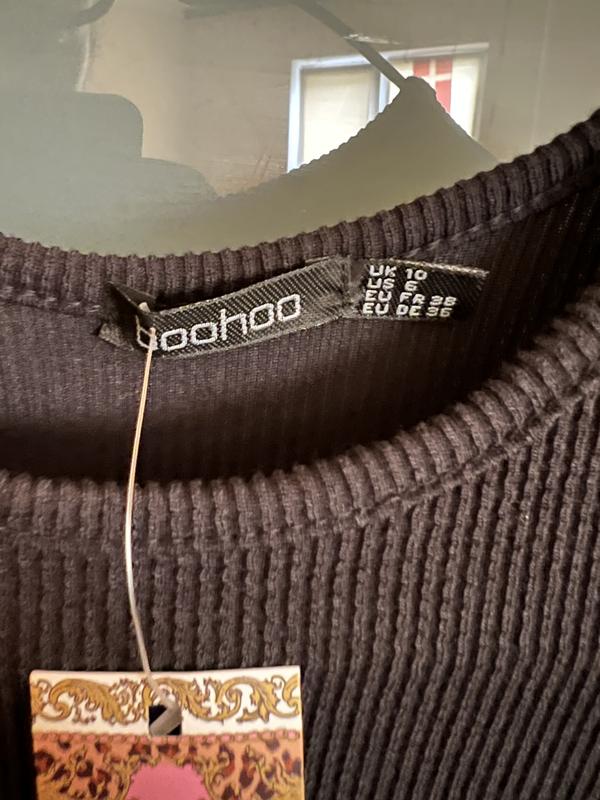 boohoo
UK 10
US 6
EU FR 38
EU DE 36